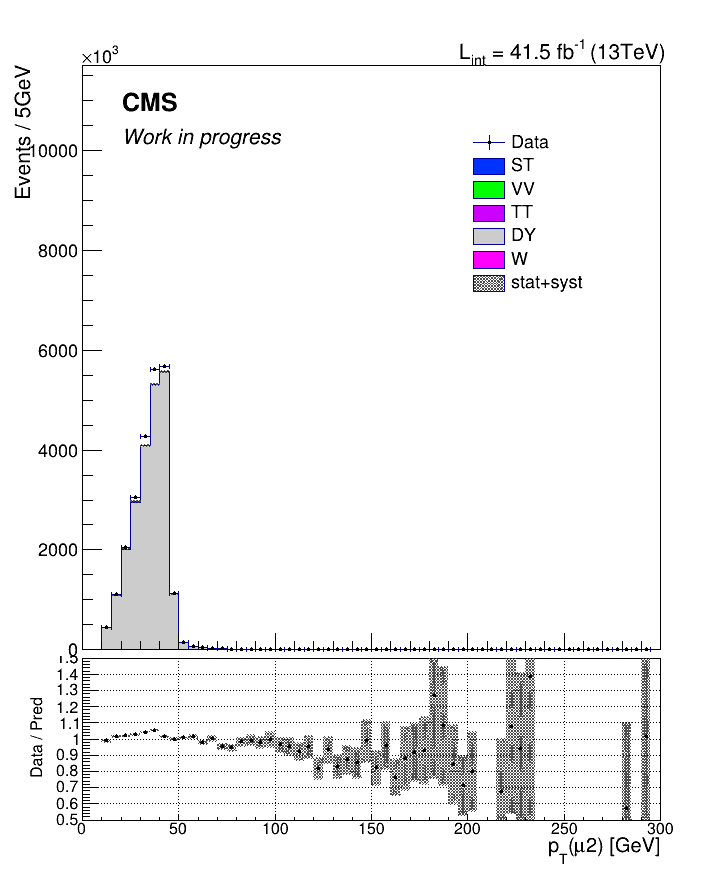 ×10³
L_int = 41.5 fb⁻¹ (13TeV)
Events / 5GeV
CMS
Work in progress
Data
ST
VV
TT
DY
W
stat+syst
10000
8000
6000
4000
2000
0
Data / Pred
1.5
1.4
1.3
1.2
1.1
1
0.9
0.8
0.7
0.6
0.5
0 50 100 150 200 250 300
p_T(μ2) [GeV]